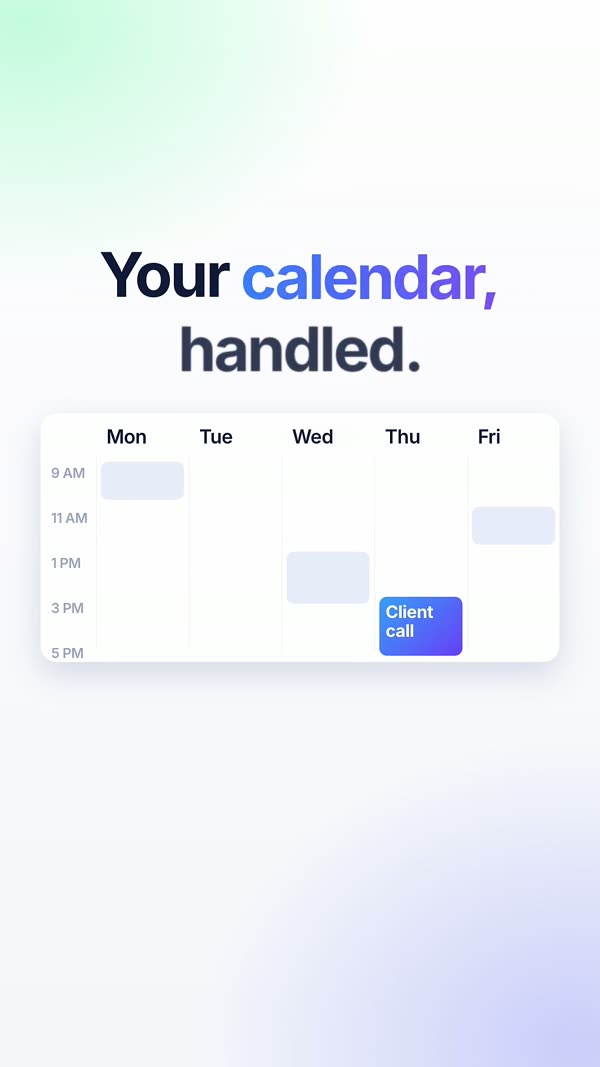 Your calendar,
handled.
Mon Tue Wed Thu Fri
9 AM
11 AM
1 PM
3 PM
Client
call
5 PM